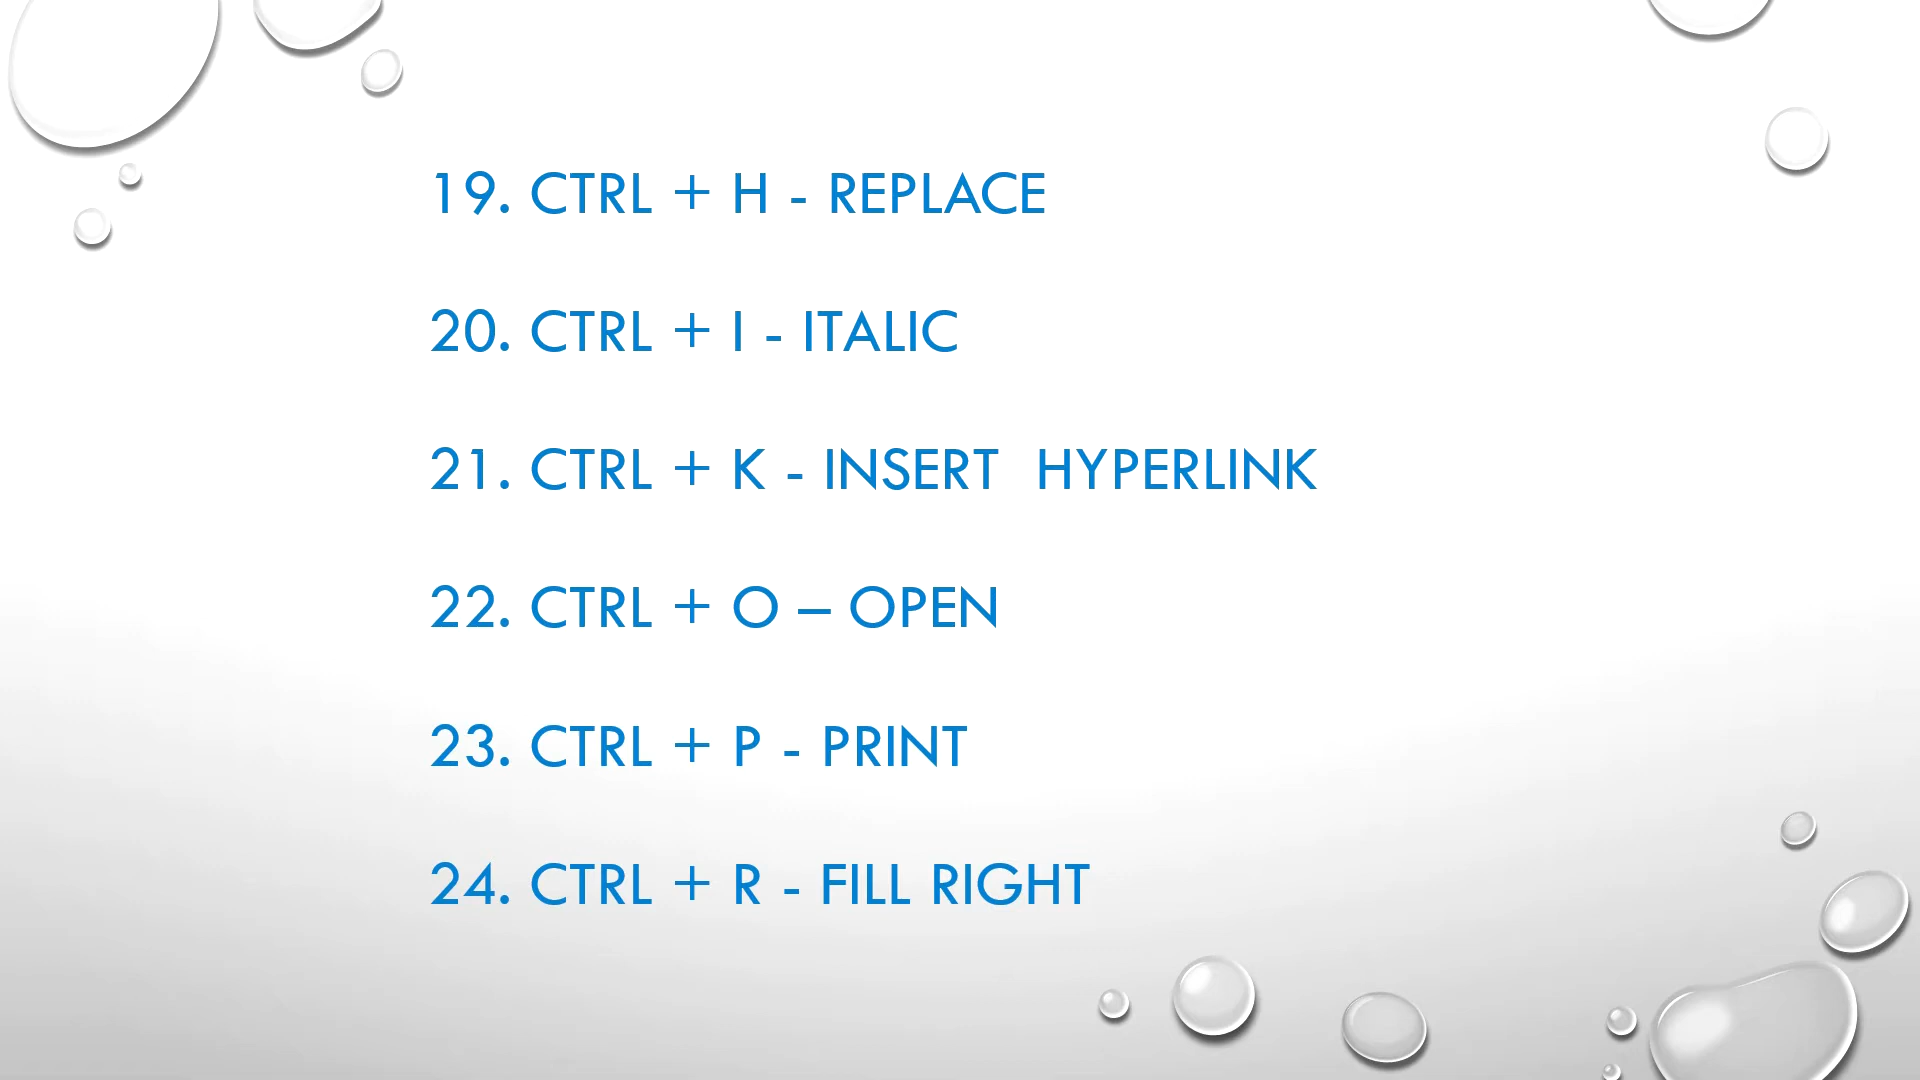 19. CTRL + H - REPLACE
20. CTRL + I - ITALIC
21. CTRL + K - INSERT  HYPERLINK
22. CTRL + O – OPEN
23. CTRL + P - PRINT
24. CTRL + R - FILL RIGHT